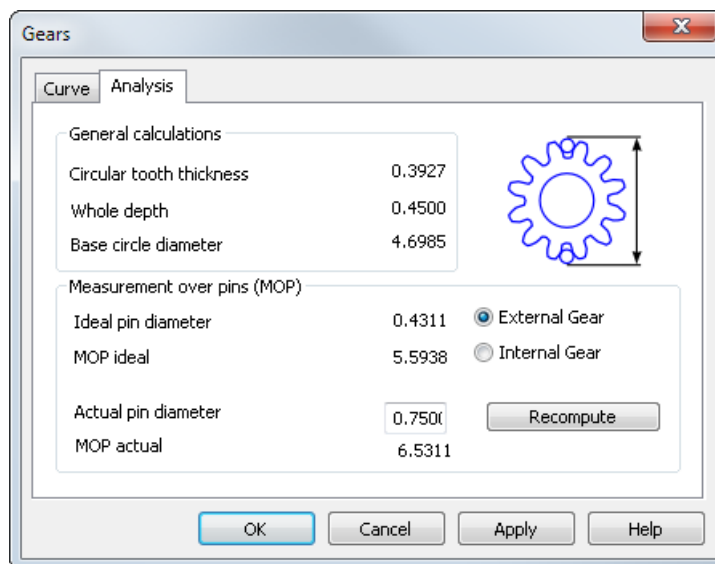 Gears
X
Curve Analysis
General calculations
Circular tooth thickness 0.3927
Whole depth 0.4500
Base circle diameter 4.6985
Measurement over pins (MOP)
Ideal pin diameter 0.4311 External Gear
MOP ideal 5.5938 Internal Gear
Actual pin diameter 0.750( Recompute
MOP actual 6.5311
OK Cancel Apply Help